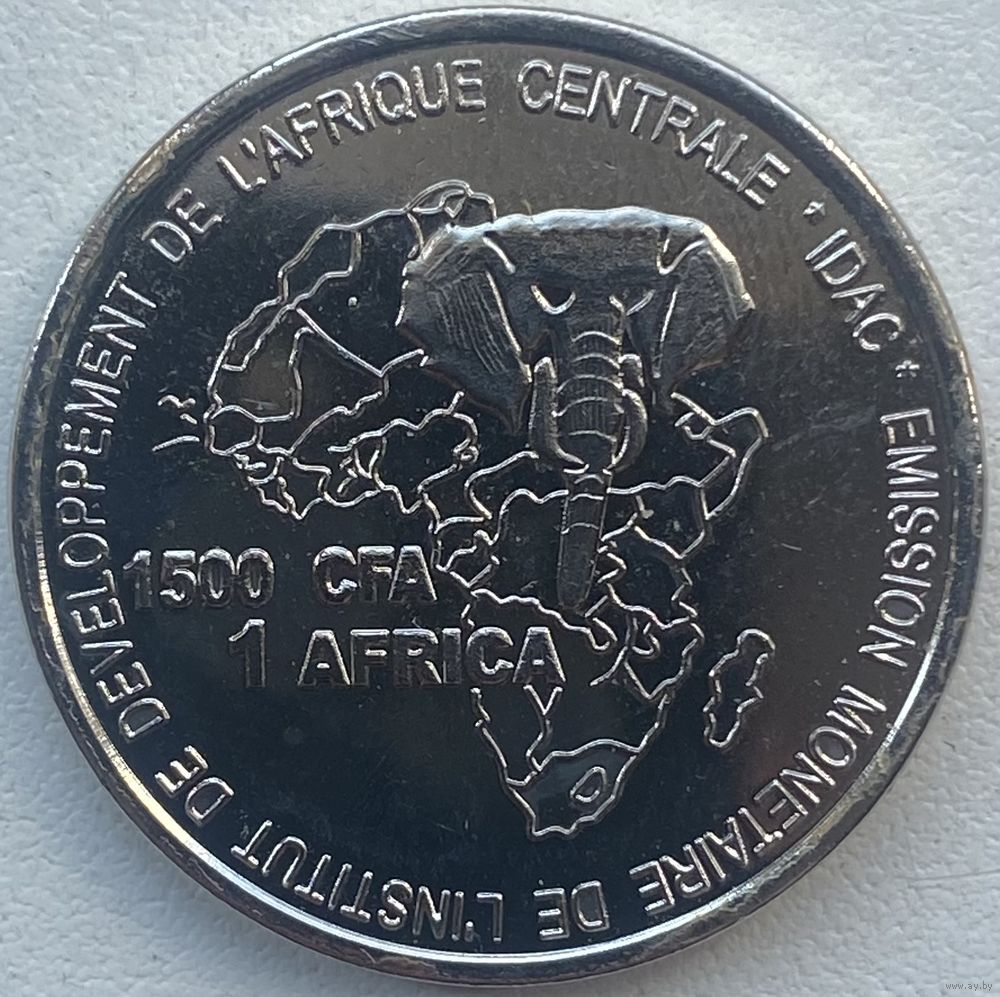 EMISSION MONETAIRE DE L'INSTITUT DE DEVELOPPEMENT DE L'AFRIQUE CENTRALE * IDAC *
1500 CFA
1 AFRICA
www.ay.by